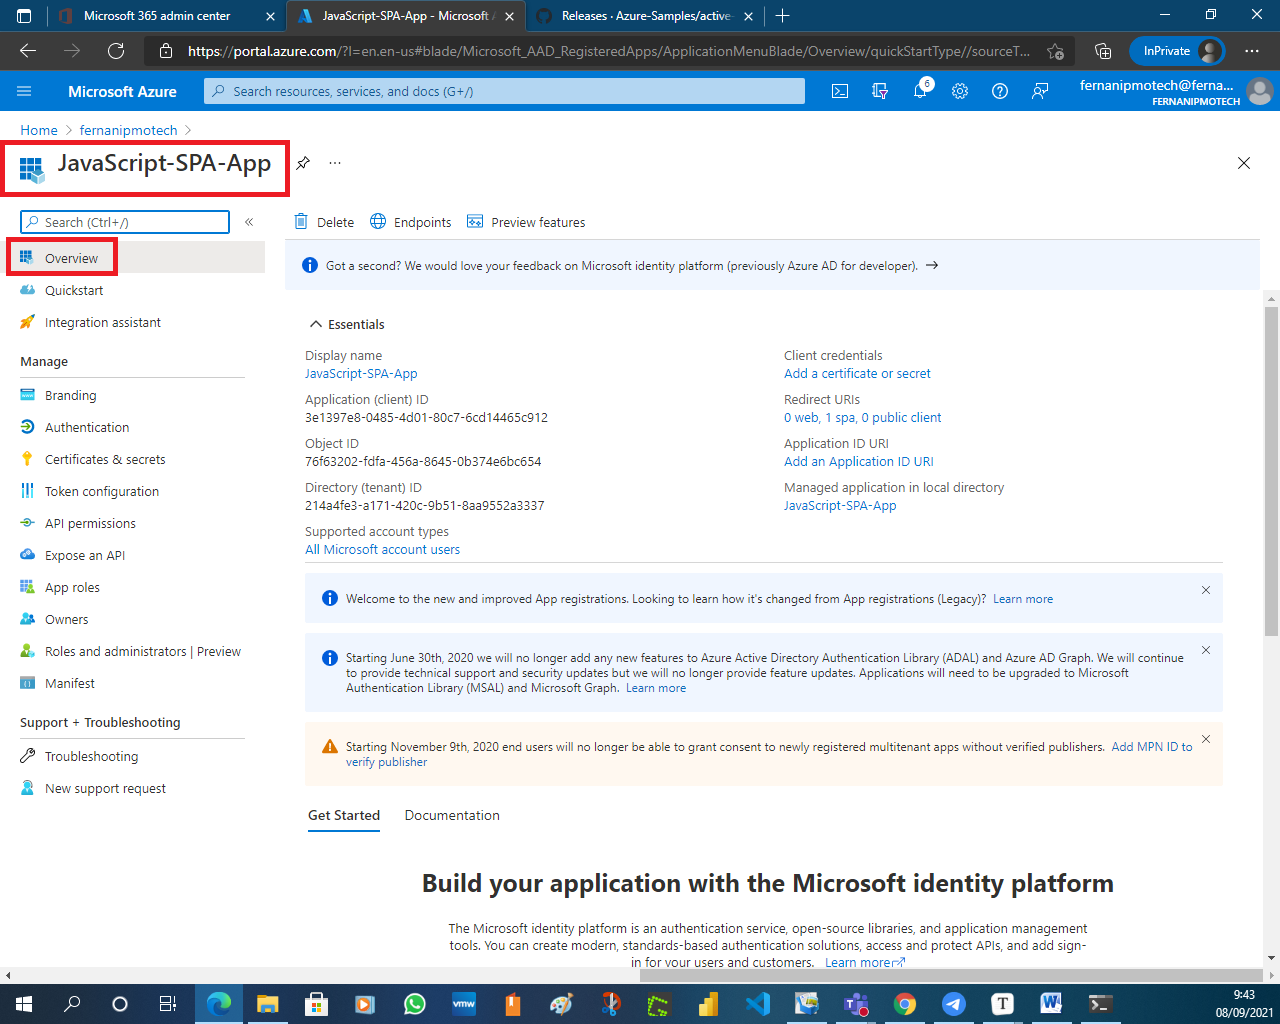 Microsoft 365 admin center
JavaScript-SPA-App - Microsoft A
Releases · Azure-Samples/active-
https://portal.azure.com/?l=en.en-us#blade/Microsoft_AAD_RegisteredApps/ApplicationMenuBlade/Overview/quickStartType//sourceT...
InPrivate
Microsoft Azure
Search resources, services, and docs (G+/)
6
fernanipmotech@ferna...
FERNANIPMOTECH
Home > fernanipmotech >
JavaScript-SPA-App
Search (Ctrl+/)
Delete
Endpoints
Preview features
Got a second? We would love your feedback on Microsoft identity platform (previously Azure AD for developer). →
Overview
Quickstart
Integration assistant
Manage
Branding
Authentication
Certificates & secrets
Token configuration
API permissions
Expose an API
App roles
Owners
Roles and administrators | Preview
Manifest
Support + Troubleshooting
Troubleshooting
New support request
Essentials
Display name
JavaScript-SPA-App
Application (client) ID
3e1397e8-0485-4d01-80c7-6cd14465c912
Object ID
76f63202-fdfa-456a-8645-0b374e6bc654
Directory (tenant) ID
214a4fe3-a171-420c-9b51-8aa9552a3337
Supported account types
All Microsoft account users
Client credentials
Add a certificate or secret
Redirect URIs
0 web, 1 spa, 0 public client
Application ID URI
Add an Application ID URI
Managed application in local directory
JavaScript-SPA-App
Welcome to the new and improved App registrations. Looking to learn how it's changed from App registrations (Legacy)? Learn more
Starting June 30th, 2020 we will no longer add any new features to Azure Active Directory Authentication Library (ADAL) and Azure AD Graph. We will continue
to provide technical support and security updates but we will no longer provide feature updates. Applications will need to be upgraded to Microsoft
Authentication Library (MSAL) and Microsoft Graph. Learn more
Starting November 9th, 2020 end users will no longer be able to grant consent to newly registered multitenant apps without verified publishers. Add MPN ID to
verify publisher
Get Started
Documentation
Build your application with the Microsoft identity platform
The Microsoft identity platform is an authentication service, open-source libraries, and application management
tools. You can create modern, standards-based authentication solutions, access and protect APIs, and add sign-
in for your users and customers. Learn more
vmw
T
W
9:43
08/09/2021